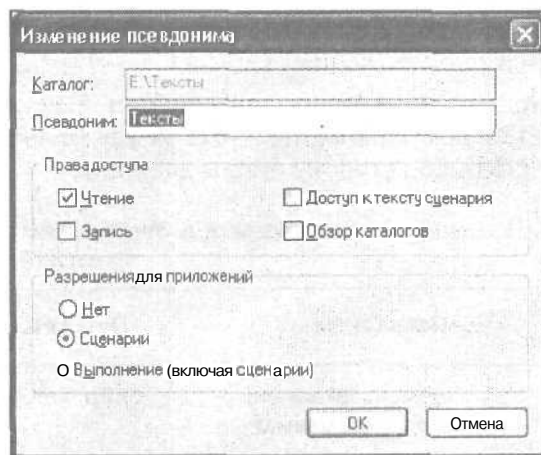 Изменение псевдонима
Каталог: E:\Тексты
Псевдоним: Тексты
Права доступа
Чтение
Доступ к тексту сценария
Запись
Обзор каталогов
Разрешения для приложений
Нет
Сценарии
Выполнение (включая сценарии)
OK Отмена